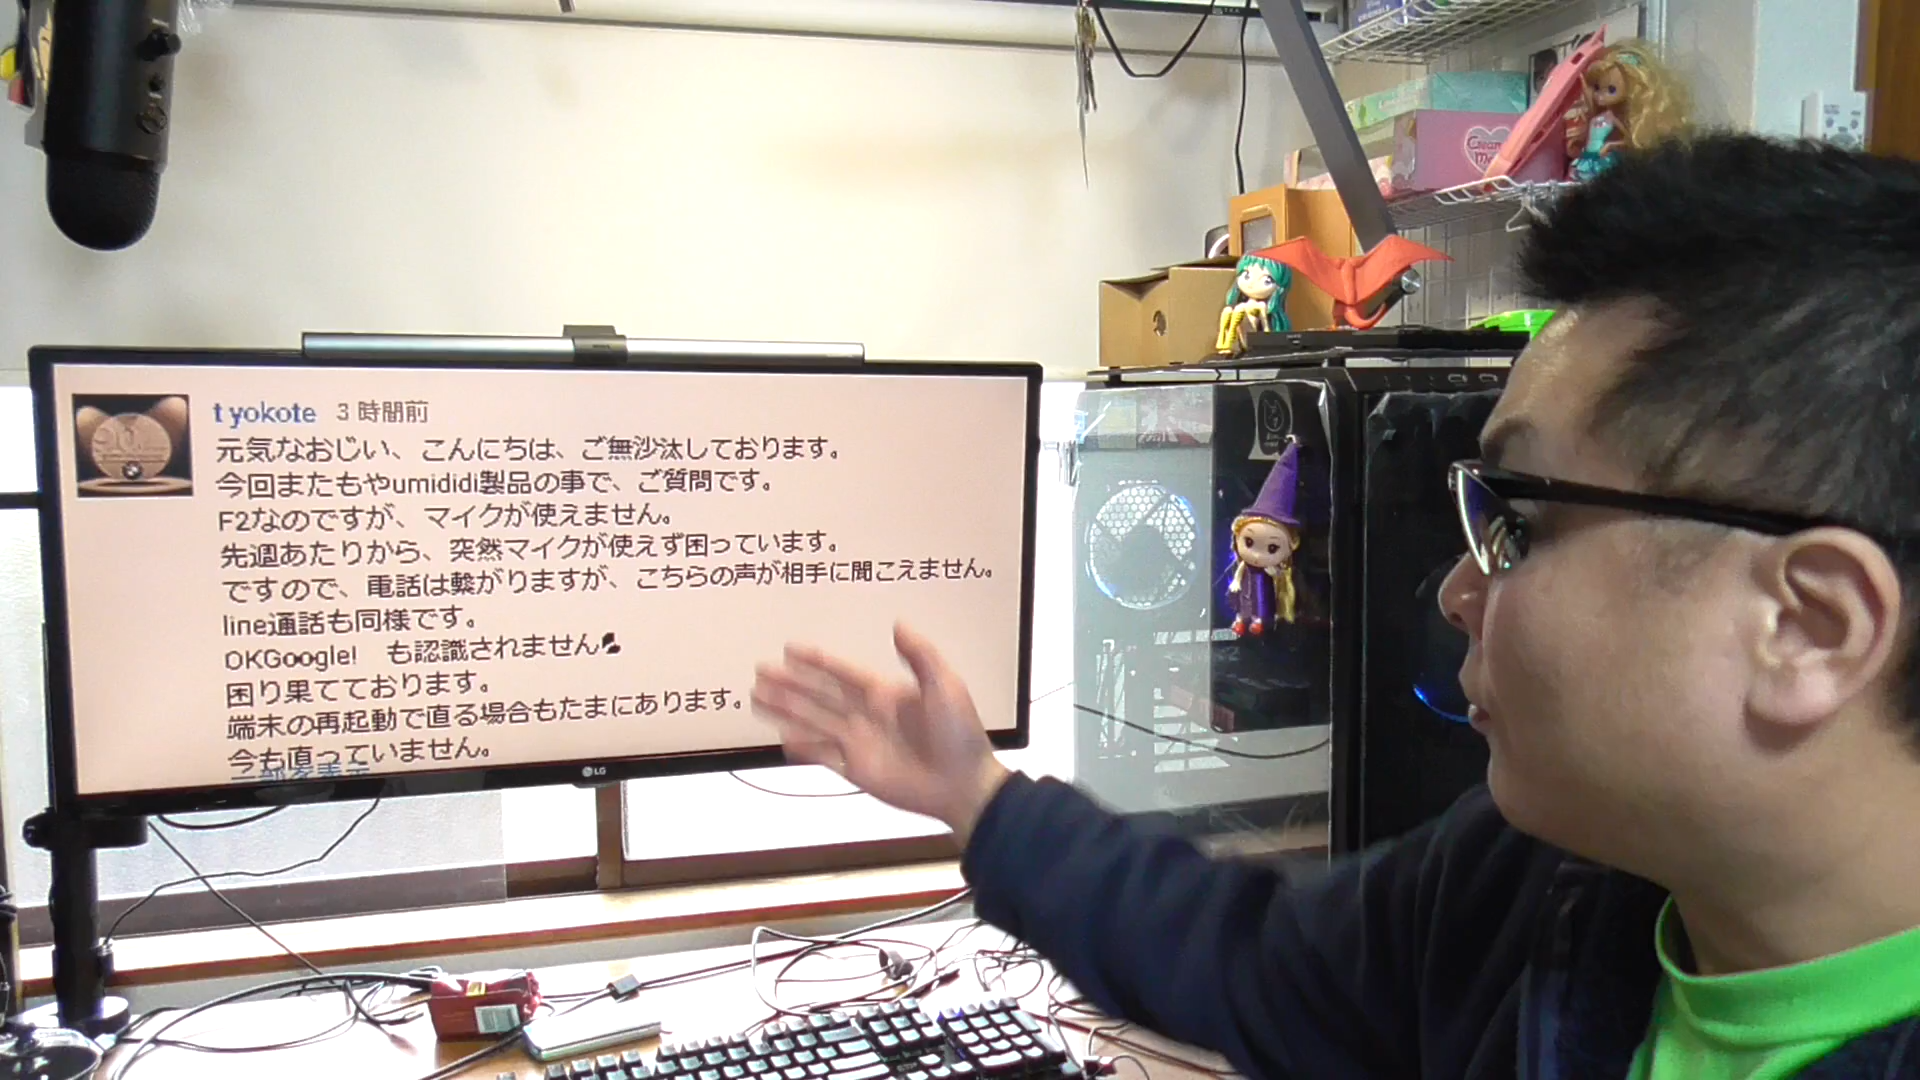 t yokote 3 時間前
元気なおじい、こんにちは、ご無沙汰しております。
今回またもやumididi製品の事で、ご質問です。
F2なのですが、マイクが使えません。
先週あたりから、突然マイクが使えず困っています。
ですので、電話は繋がりますが、こちらの声が相手に聞こえません。
line通話も同様です。
OKGoogle!　も認識されません
困り果てております。
端末の再起動で直る場合もたまにあります。
今も直っていません。
一部を表示
LG